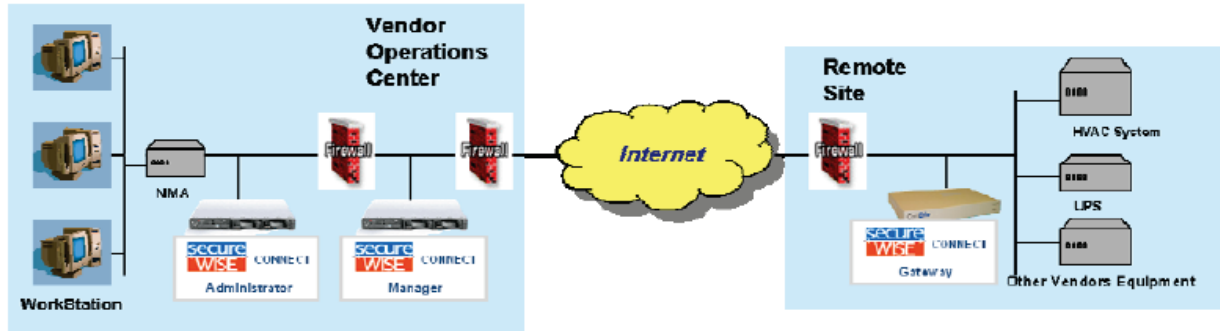 Vendor
Operations
Center
Firewall
Firewall
NMA
secure
WISE CONNECT
Administrator
secure
WISE CONNECT
Manager
WorkStation
Internet
Remote
Site
Firewall
secure
WISE CONNECT
Gateway
HVAC System
UPS
Other Vendors Equipment